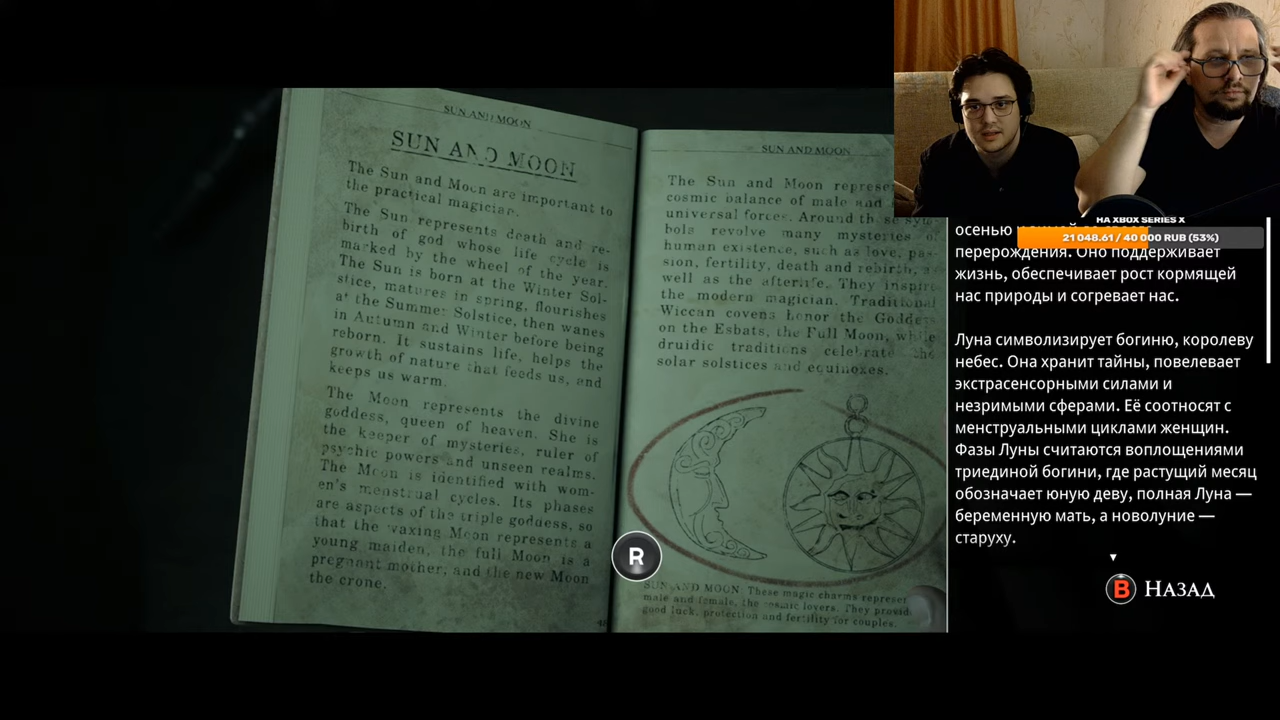 SUN AND MOON
SUN AND MOON
The Sun and Moon are important to
the practical magician.
The Sun represents death and re-
birth of god whose life cycle is
marked by the wheel of the year.
The Sun is born at the Winter Sol-
stice, matures in spring, flourishes
at the Summer Solstice, then wanes
in Autumn and Winter before being
reborn. It sustains life, helps the
growth of nature that feeds us, and
keeps us warm.
The Moon represents the divine
goddess, queen of heaven. She is
the keeper of mysteries, ruler of
psychic powers and unseen realms.
The Moon is identified with wom-
en's menstrual cycles. Its phases
are aspects of the triple goddess, so
that the waxing Moon represents a
young maiden, the full Moon is a
pregnant mother, and the new Moon
the crone.
SUN AND MOON
The Sun and Moon represe
cosmic balance of male and
universal forces. Around these sym-
bols revolve many mysteries o
human existence, such as love, pas-
sion, fertility, death and rebirth, a
well as the afterlife. They inspire
the modern magician. Traditional
Wiccan covens honor the Goddess
on the Esbats, the Full Moon, while
druidic traditions celebrate the
solar solstices and equinoxes.
R
SUN AND MOON These magic charms represent
male and female, the cosmic lovers. They provide
good luck, protection and fertility for couples.
НА XBOX SERIES X
21 048.61 / 40 000 RUB (53%)
осенью и
перерождения. Оно поддерживает
жизнь, обеспечивает рост кормящей
нас природы и согревает нас.
Луна символизирует богиню, королеву
небес. Она хранит тайны, повелевает
экстрасенсорными силами и
незримыми сферами. Её соотносят с
менструальными циклами женщин.
Фазы Луны считаются воплощениями
триединой богини, где растущий месяц
обозначает юную деву, полная Луна —
беременную мать, а новолуние —
старуху.
B Назад